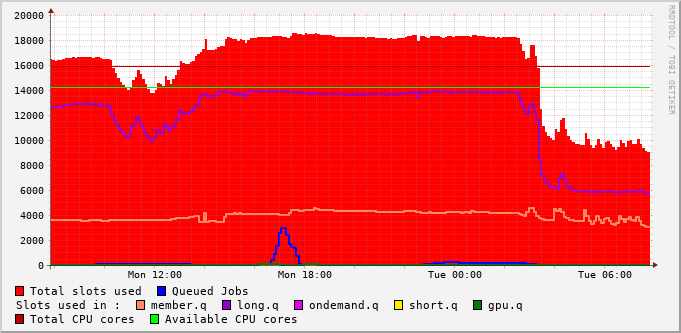 20000
18000
16000
14000
12000
10000
8000
6000
4000
2000
0
Mon 12:00 Mon 18:00 Tue 00:00 Tue 06:00
RRDTOOL / TOBI OETIKER
Total slots used Queued Jobs
Slots used in : member.q long.q ondemand.q short.q gpu.q
Total CPU cores Available CPU cores